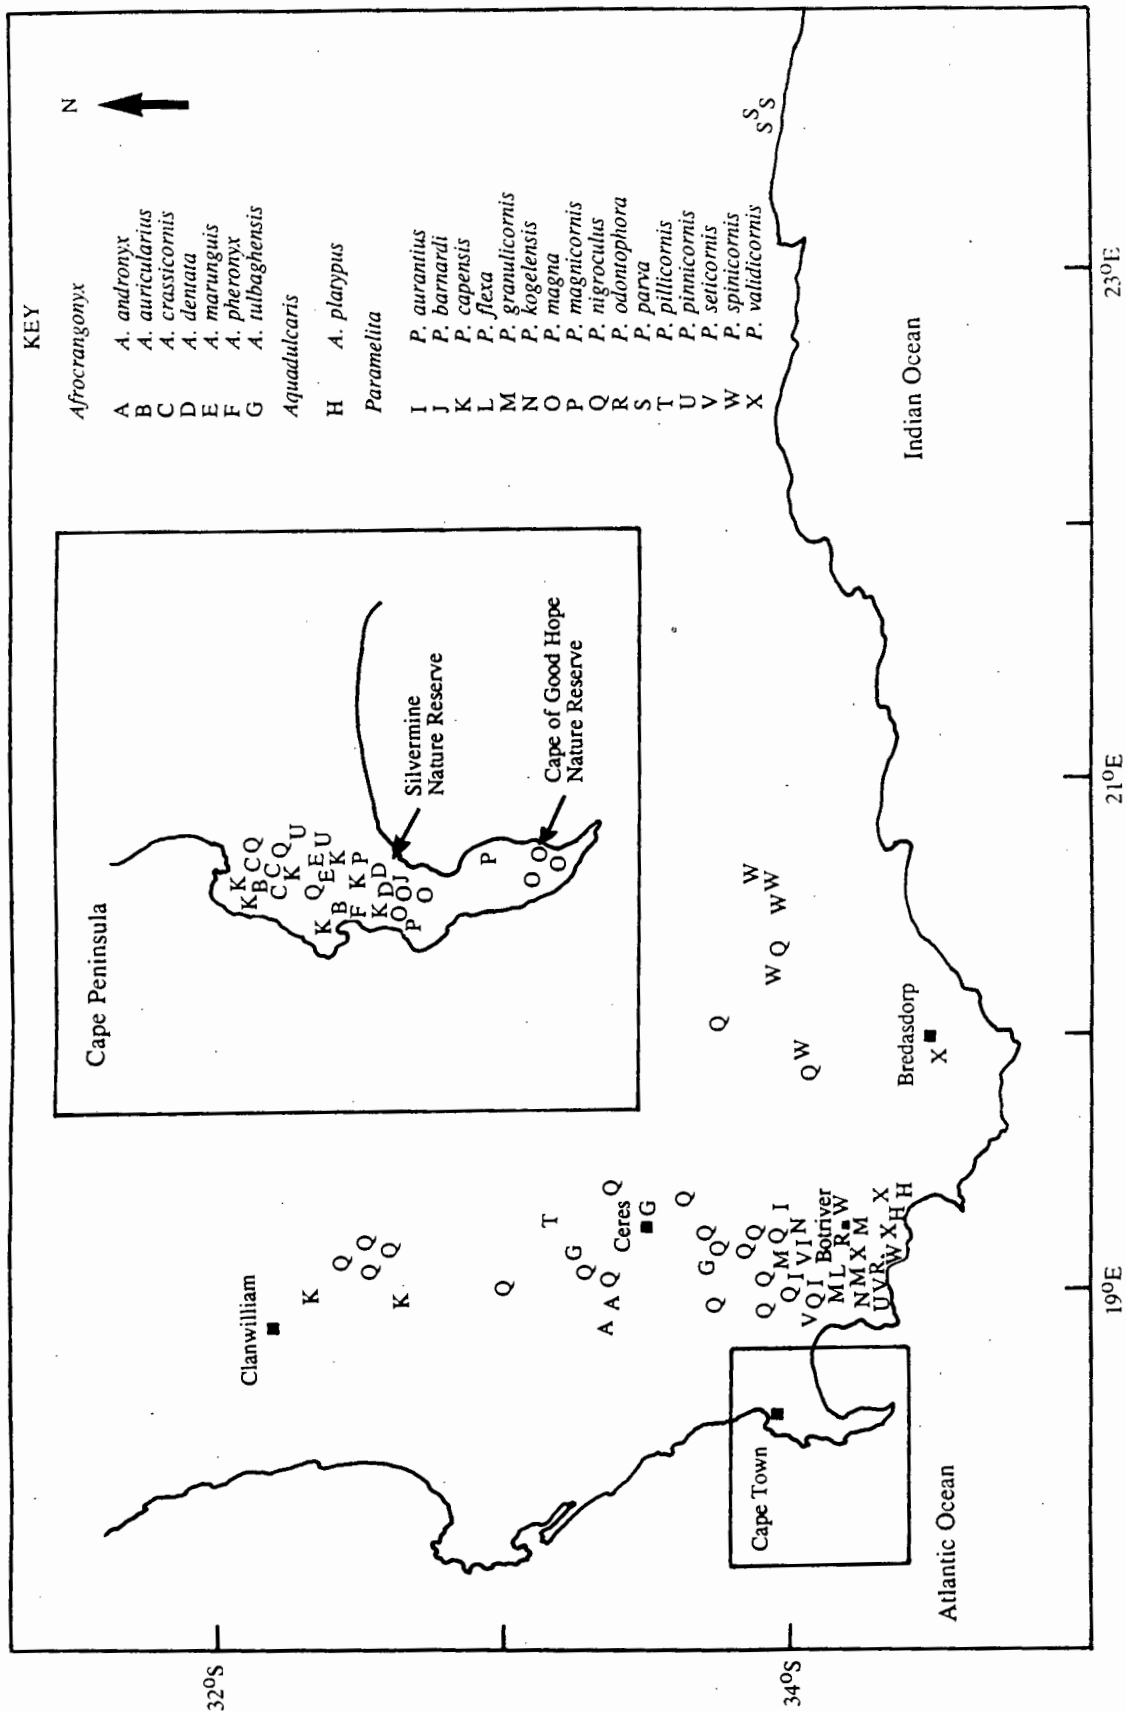 KEY
N
Afrocrangonyx
A A. andronyx
B A. auricularius
C A. crassicornis
D A. dentata
E A. marunguis
F A. pheronyx
G A. tulbaghensis
Aquadulcaris
H A. platypus
Paramelita
I P. aurantius
J P. barnardi
K P. capensis
L P. flexa
M P. granulicornis
N P. kogelensis
O P. magna
P P. magnicornis
Q P. nigroculus
R P. odontophora
S P. parva
T P. pillicornis
U P. pinnicornis
V P. seticornis
W P. spinicornis
X P. validicornis
Cape Peninsula
K K
K B C Q
C C Q
K U
Q E E U
K E K
B
F K P
K D D
O O J
P O
P
O O
O
Silvermine
Nature Reserve
Cape of Good Hope
Nature Reserve
32°S
Clanwilliam
K
Q
Q Q
Q
K
Q
T
Q G
A A Q
Q
Ceres
G
Q
G Q Q
Q
Q Q
Q Q
M Q I
Q I V I N
V Q I
Botriver
M L R W
N M X M
U V R W X X
H H
Q
Q W
W Q
W W
W
S S
S
34°S
Cape Town
Bredasdorp
X
Atlantic Ocean
Indian Ocean
19°E
21°E
23°E